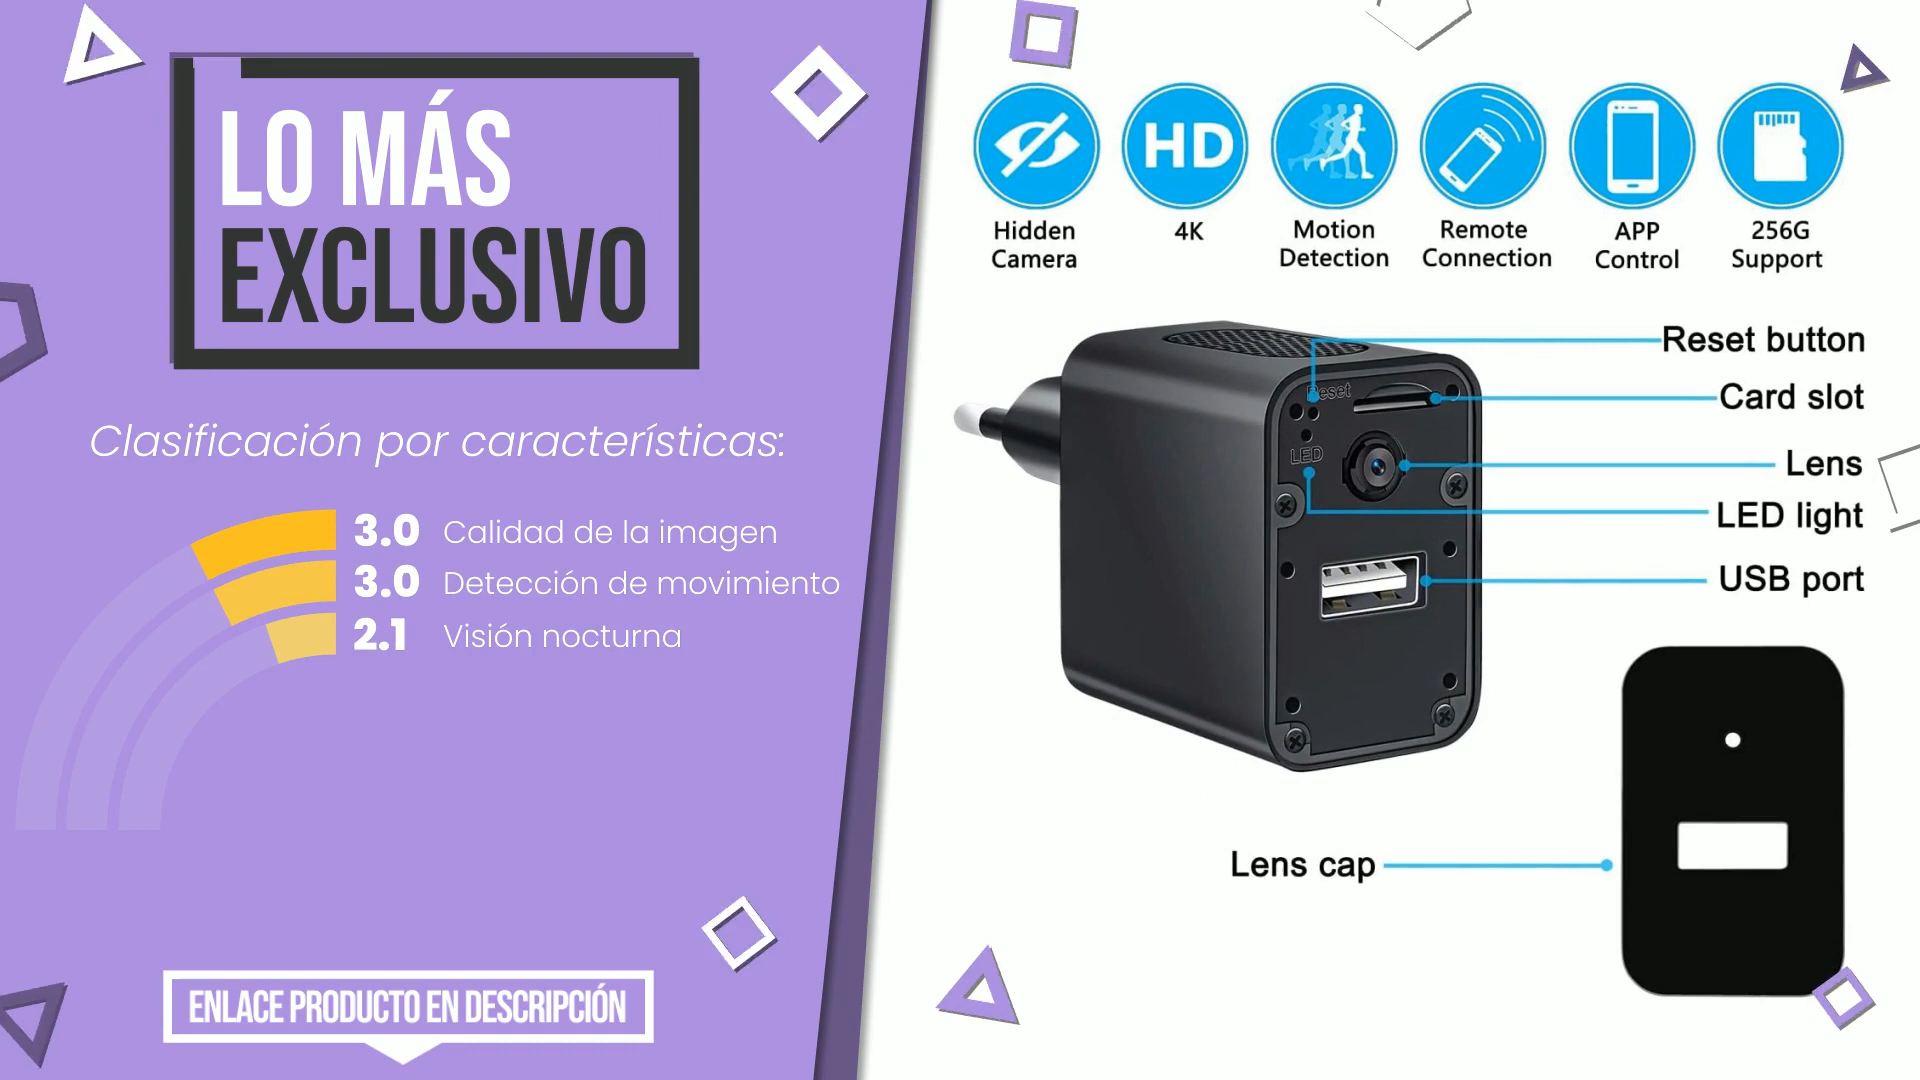 LO MÁS
EXCLUSIVO
Clasificación por características:
3.0 Calidad de la imagen
3.0 Detección de movimiento
2.1 Visión nocturna
ENLACE PRODUCTO EN DESCRIPCIÓN
HD
Hidden
Camera
4K
Motion
Detection
Remote
Connection
APP
Control
256G
Support
Reset button
Card slot
Lens
LED light
USB port
Reset
LED
Lens cap